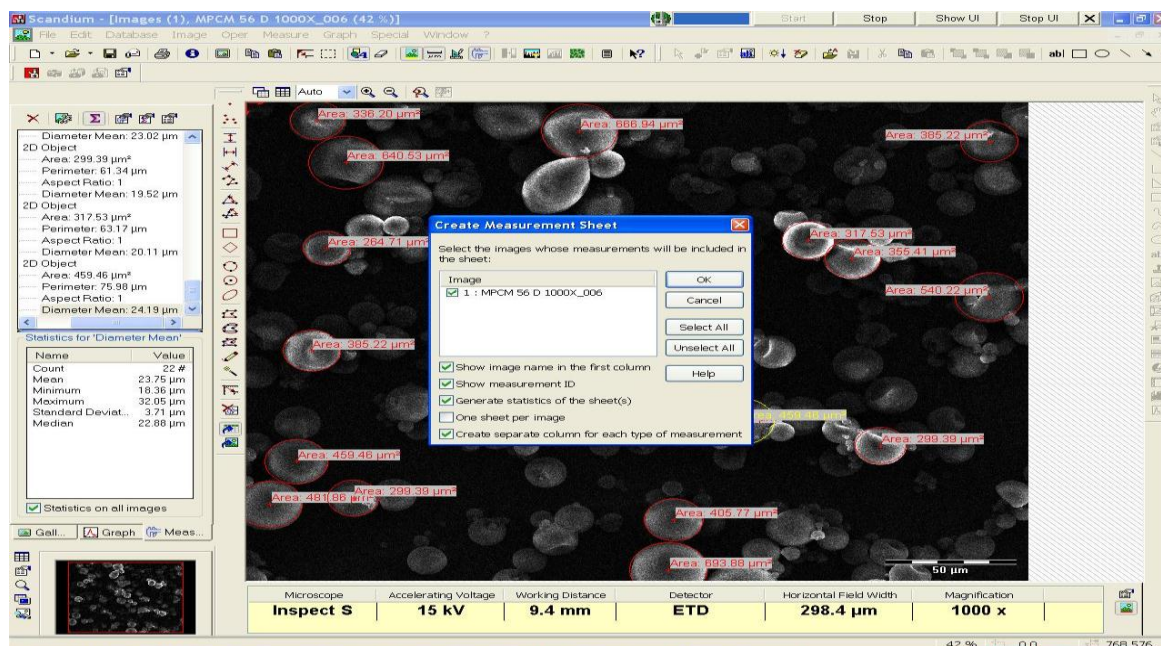 Scandium - [Images (1), MPCM 56 D 1000X_006 (42 %)]
Start Stop Show UI Stop UI
File Edit Database Image Oper Measure Graph Special Window ?
abl
Auto
Diameter Mean: 23.02 µm
2D Object
Area: 299.39 µm²
Perimeter: 61.34 µm
Aspect Ratio: 1
Diameter Mean: 19.52 µm
2D Object
Area: 317.53 µm²
Perimeter: 63.17 µm
Aspect Ratio: 1
Diameter Mean: 20.11 µm
2D Object
Area: 459.46 µm²
Perimeter: 75.98 µm
Aspect Ratio: 1
Diameter Mean: 24.19 µm
Statistics for 'Diameter Mean'
Name Value
Count 22 #
Mean 23.75 µm
Minimum 18.36 µm
Maximum 32.05 µm
Standard Deviat... 3.71 µm
Median 22.88 µm
Statistics on all images
Gall... Graph Meas...
Area: 336.20 µm²
Area: 666.94 µm²
Area: 385.22 µm²
Area: 640.53 µm²
Area: 264.71 µm²
Area: 317.53 µm²
Area: 355.41 µm²
Area: 540.22 µm²
Area: 385.22 µm²
Create Measurement Sheet
Select the images whose measurements will be included in
the sheet:
Image
1 : MPCM 56 D 1000X_006
OK
Cancel
Select All
Unselect All
Help
Show image name in the first column
Show measurement ID
Generate statistics of the sheet(s)
One sheet per image
Create separate column for each type of measurement
459.46 µm²
Area: 299.39 µm²
Area: 459.46 µm²
Area: 481.86 µm²
Area: 299.39 µm²
Area: 405.77 µm²
Area: 693.88 µm²
50 µm
Microscope Accelerating Voltage Working Distance Detector Horizontal Field Width Magnification
Inspect S 15 kV 9.4 mm ETD 298.4 µm 1000 x
42 % 0,0 768,576